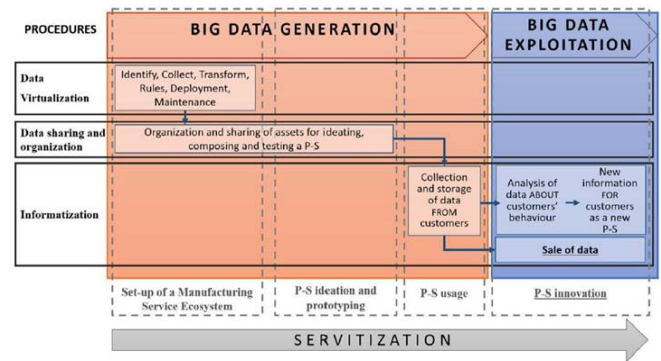 PROCEDURES
BIG DATA GENERATION
BIG DATA
EXPLOITATION
Data
Virtualization
Identify, Collect, Transform,
Rules, Deployment,
Maintenance
Data sharing and
organization
Organization and sharing of assets for ideating,
composing and testing a P-S
Informatization
Collection
and storage
of data
FROM
customers
Analysis of
data ABOUT
customers'
behaviour
New
information
FOR
customers
as a new
P-S
Sale of data
Set-up of a Manufacturing
Service Ecosystem
P-S ideation and
prototyping
P-S usage
P-S innovation
SERVITIZATION